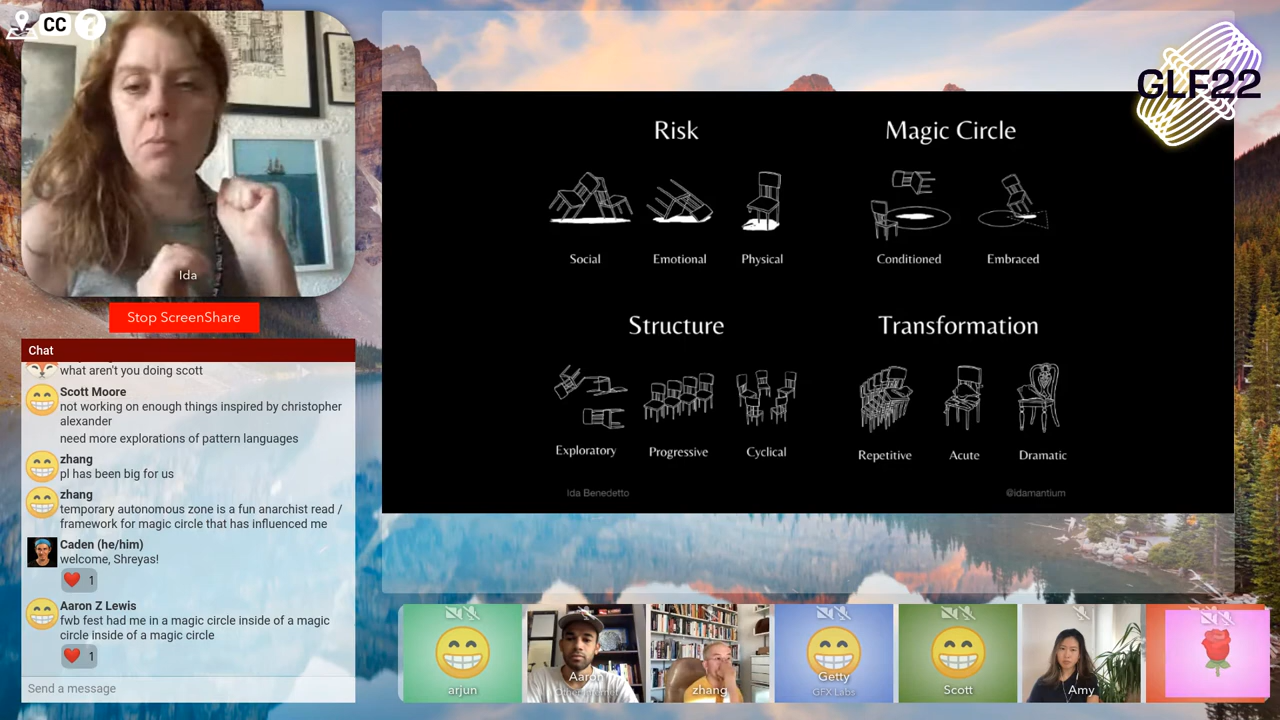 CC
?
Ida
Stop ScreenShare
Chat
what aren't you doing scott
Scott Moore
not working on enough things inspired by christopher
alexander
need more explorations of pattern languages
zhang
pl has been big for us
zhang
temporary autonomous zone is a fun anarchist read /
framework for magic circle that has influenced me
Caden (he/him)
welcome, Shreyas!
1
Aaron Z Lewis
fwb fest had me in a magic circle inside of a magic
circle inside of a magic circle
1
Send a message
GLF22
Risk
Social
Emotional
Physical
Magic Circle
Conditioned
Embraced
Structure
Exploratory
Progressive
Cyclical
Transformation
Repetitive
Acute
Dramatic
Ida Benedetto
@idamantium
arjun
zhang
Getty
GFX Labs
Scott
Amy